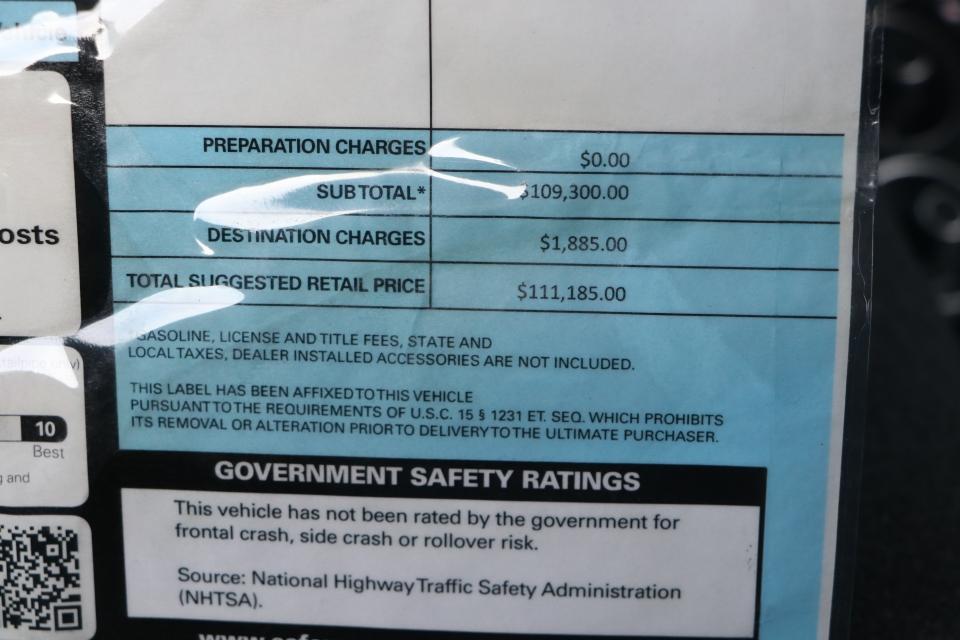 osts
10
Best
g and
PREPARATION CHARGES $0.00
SUBTOTAL* $109,300.00
DESTINATION CHARGES $1,885.00
TOTAL SUGGESTED RETAIL PRICE $111,185.00
*GASOLINE, LICENSE AND TITLE FEES, STATE AND
LOCAL TAXES, DEALER INSTALLED ACCESSORIES ARE NOT INCLUDED.
THIS LABEL HAS BEEN AFFIXED TO THIS VEHICLE
PURSUANT TO THE REQUIREMENTS OF U.S.C. 15 § 1231 ET. SEQ. WHICH PROHIBITS
ITS REMOVAL OR ALTERATION PRIOR TO DELIVERY TO THE ULTIMATE PURCHASER.
GOVERNMENT SAFETY RATINGS
This vehicle has not been rated by the government for
frontal crash, side crash or rollover risk.
Source: National Highway Traffic Safety Administration
(NHTSA).